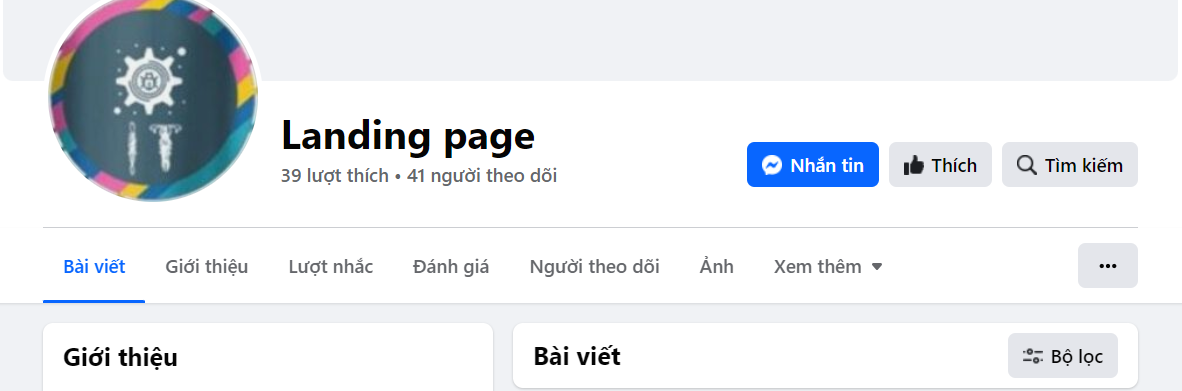 Landing page
39 lượt thích • 41 người theo dõi
Nhắn tin
Thích
Tìm kiếm
Bài viết
Giới thiệu
Lượt nhắc
Đánh giá
Người theo dõi
Ảnh
Xem thêm
Giới thiệu
Bài viết
Bộ lọc